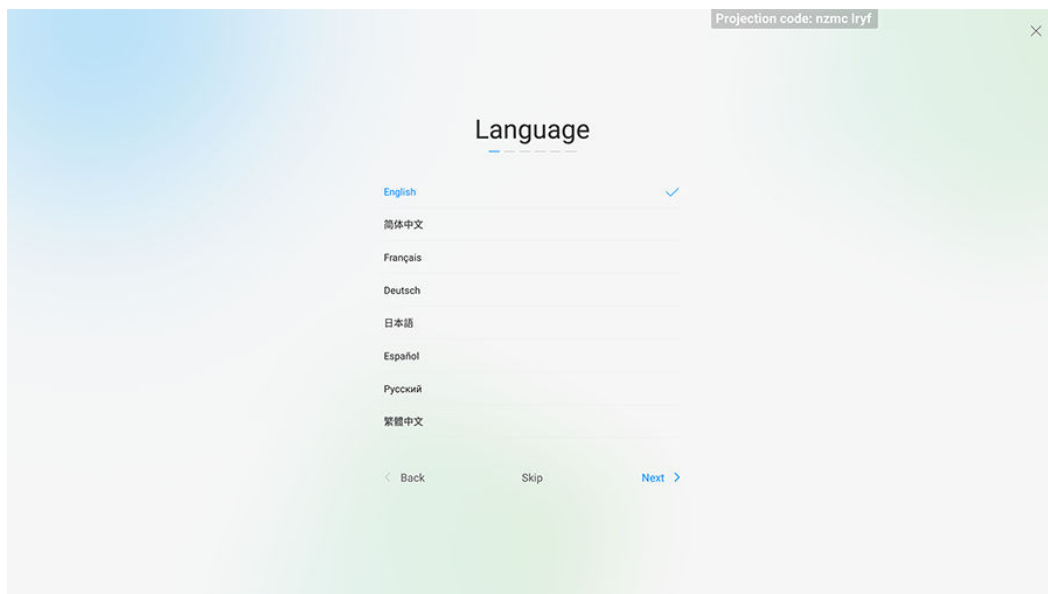 Projection code: nzmc lryf
Language
English
简体中文
Français
Deutsch
日本語
Español
Русский
繁體中文
Back
Skip
Next